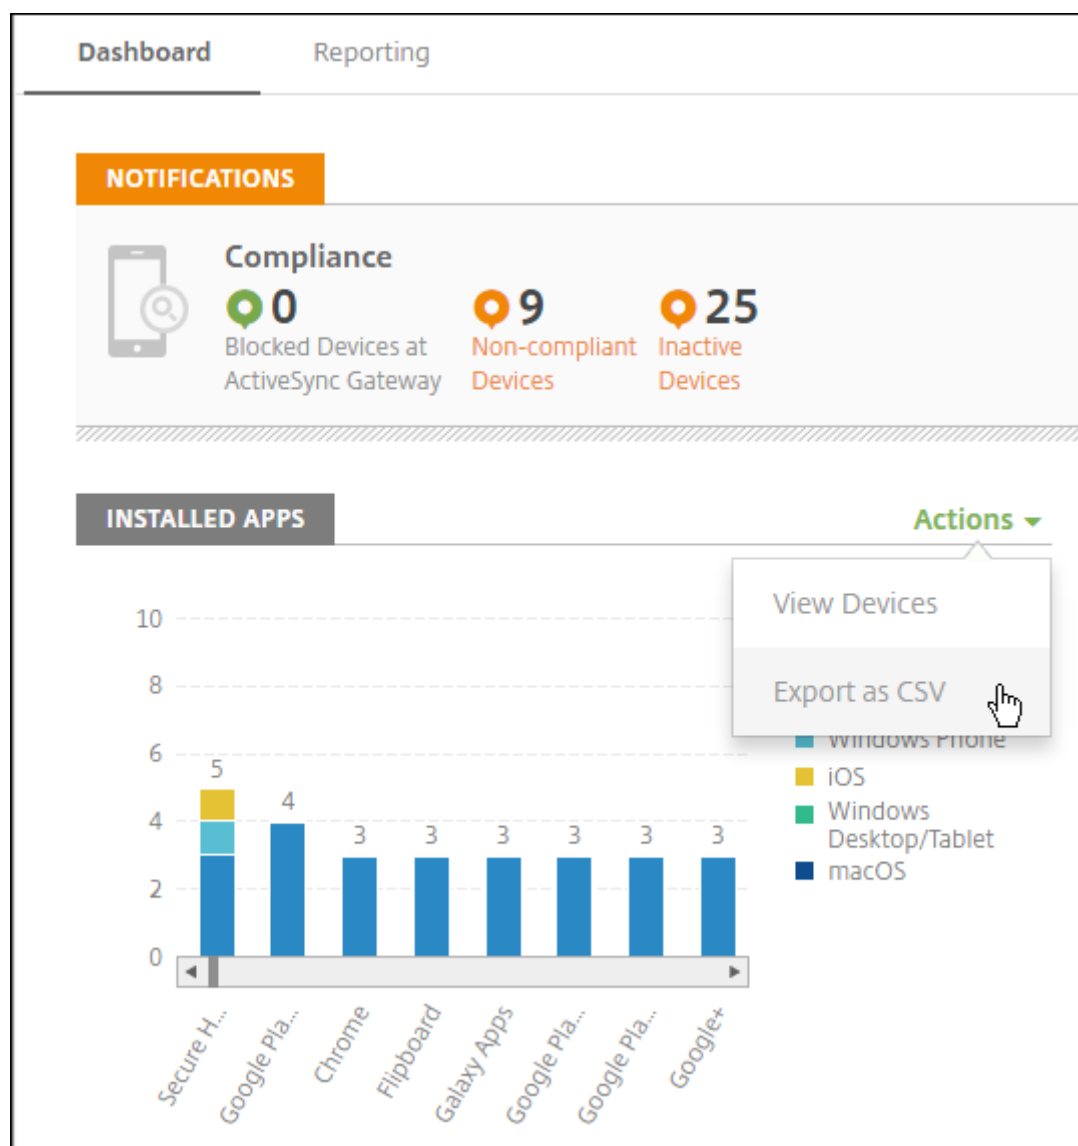 Dashboard Reporting
NOTIFICATIONS
Compliance
0 9 25
Blocked Devices at Non-compliant Inactive
ActiveSync Gateway Devices Devices
INSTALLED APPS Actions
View Devices
Export as CSV
Windows Phone
iOS
Windows
Desktop/Tablet
macOS
10
8
6
4
2
0
5 4 3 3 3 3 3 3
Secure H...
Google Pla...
Chrome
Flipboard
Galaxy Apps
Google Pla...
Google Pla...
Google+